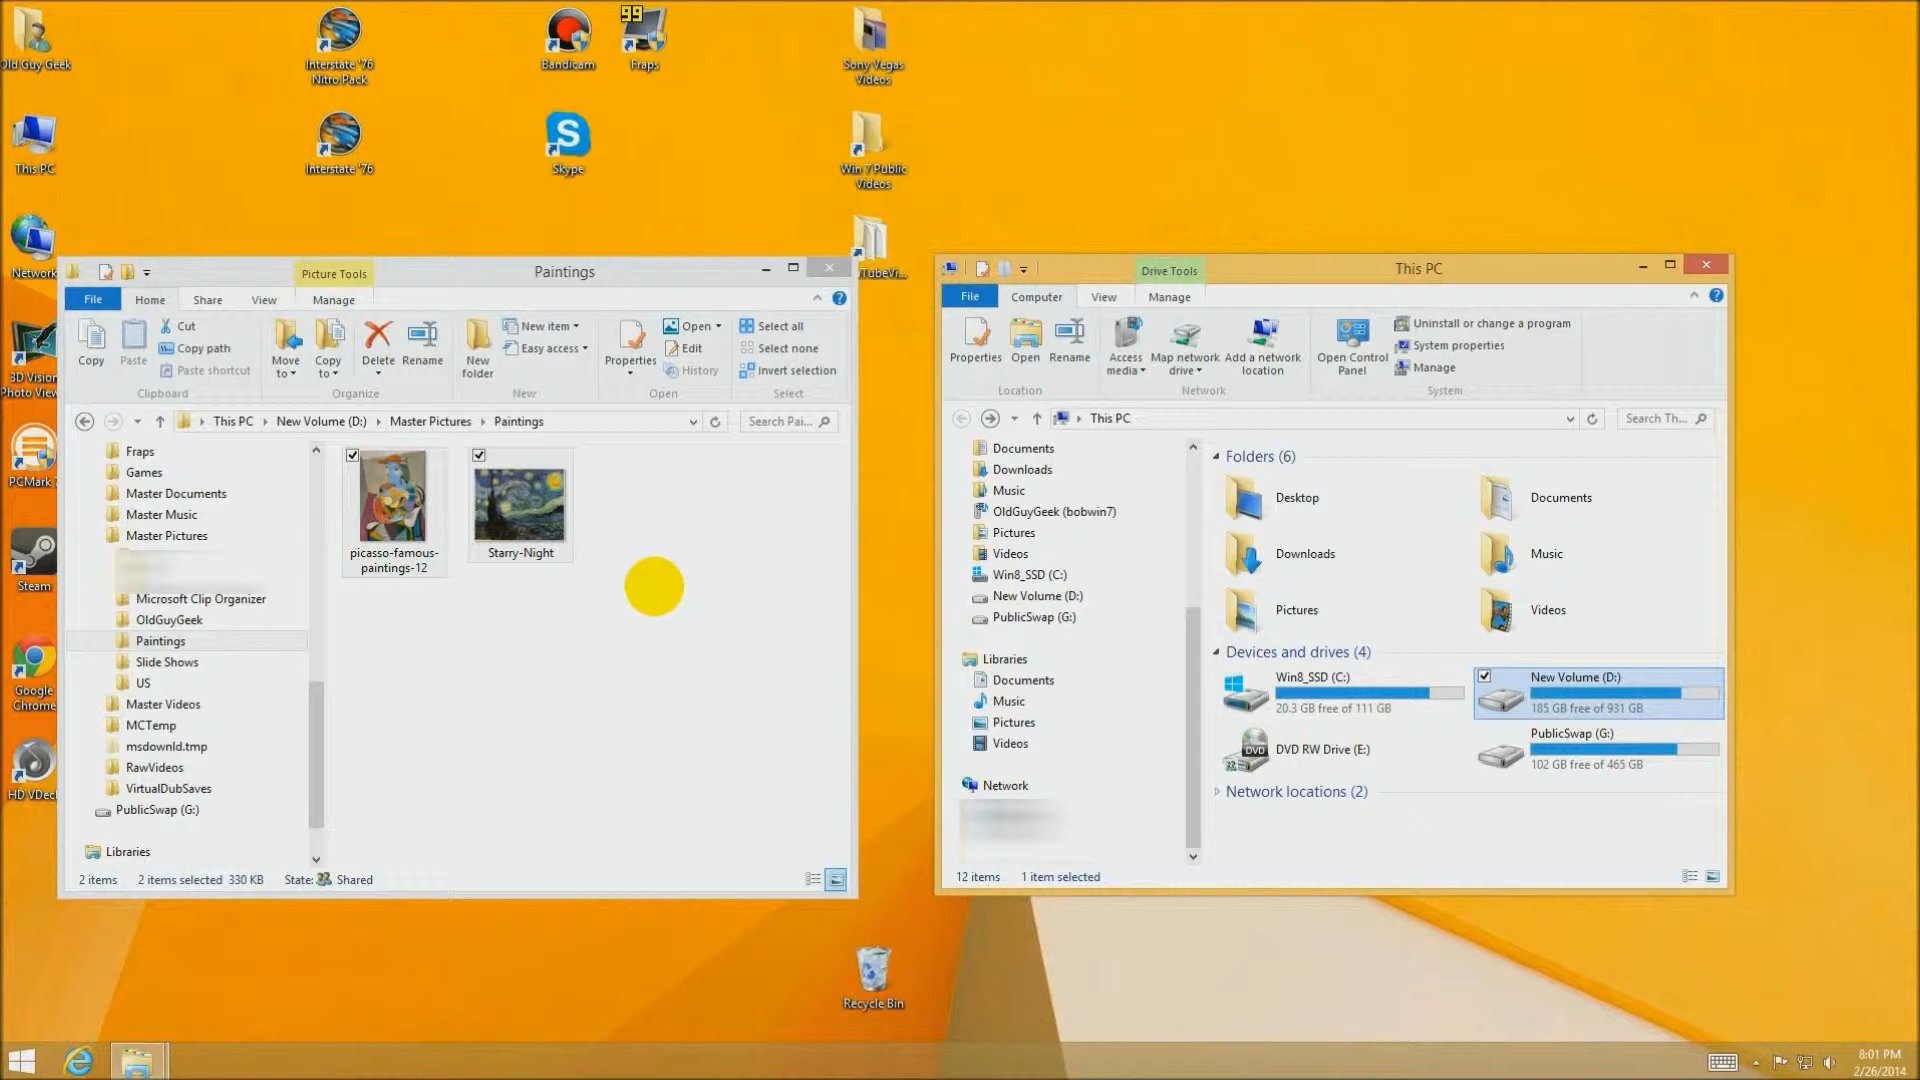 Old Guy Geek
Interstate '76
Nitro Pack
Bandicam
99
Fraps
Sony Vegas
Videos
This PC
Interstate '76
S
Skype
Win 7 Public
Videos
Network
3D Vision
Photo View
PCMark 7
Steam
Google
Chrome
HD VDeck
Recycle Bin
Picture Tools
Paintings
File
Home
Share
View
Manage
Copy
Paste
Cut
Copy path
Paste shortcut
Clipboard
Move
to
Copy
to
Delete
Rename
Organize
New
folder
New item
Easy access
New
Properties
Open
Edit
History
Open
Select all
Select none
Invert selection
Select
This PC
New Volume (D:)
Master Pictures
Paintings
Search Pai...
Fraps
Games
Master Documents
Master Music
Master Pictures
Microsoft Clip Organizer
OldGuyGeek
Paintings
Slide Shows
US
Master Videos
MCTemp
msdownld.tmp
RawVideos
VirtualDubSaves
PublicSwap (G:)
Libraries
picasso-famous-
paintings-12
Starry-Night
2 items
2 items selected 330 KB
State:
Shared
Drive Tools
This PC
File
Computer
View
Manage
Properties
Open
Rename
Location
Access
media
Map network
drive
Add a network
location
Network
Open Control
Panel
Uninstall or change a program
System properties
Manage
System
This PC
Search Th...
Documents
Downloads
Music
OldGuyGeek (bobwin7)
Pictures
Videos
Win8_SSD (C:)
New Volume (D:)
PublicSwap (G:)
Libraries
Documents
Music
Pictures
Videos
Network
Folders (6)
Desktop
Documents
Downloads
Music
Pictures
Videos
Devices and drives (4)
Win8_SSD (C:)
20.3 GB free of 111 GB
New Volume (D:)
185 GB free of 931 GB
DVD
DVD RW Drive (E:)
PublicSwap (G:)
102 GB free of 465 GB
Network locations (2)
12 items
1 item selected
8:01 PM
2/26/2014